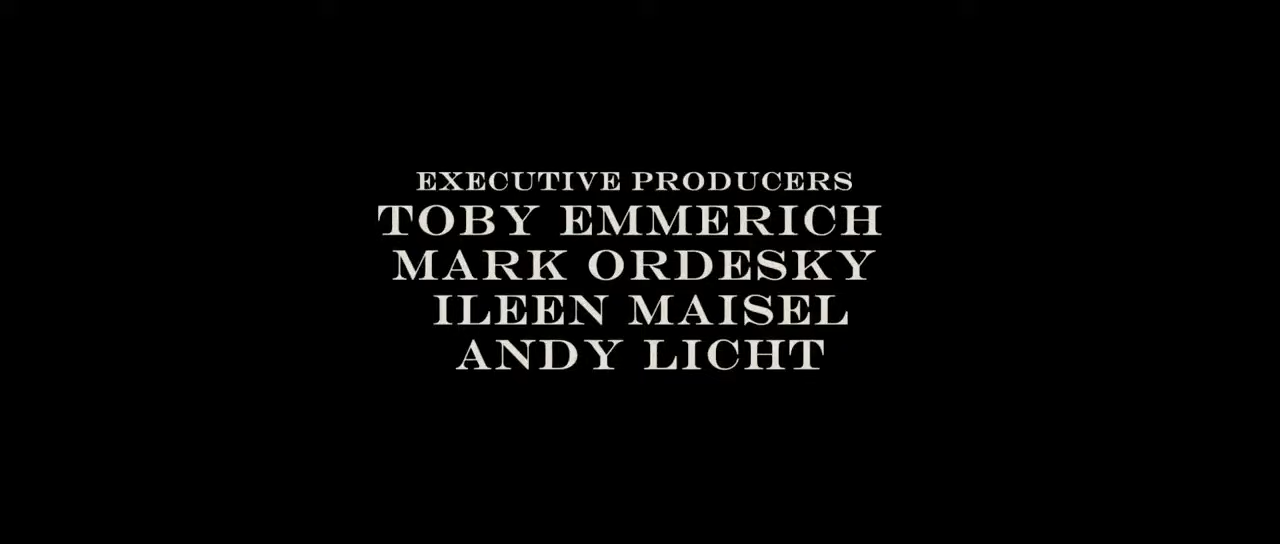 EXECUTIVE PRODUCERS
TOBY EMMERICH
MARK ORDESKY
ILEEN MAISEL
ANDY LICHT